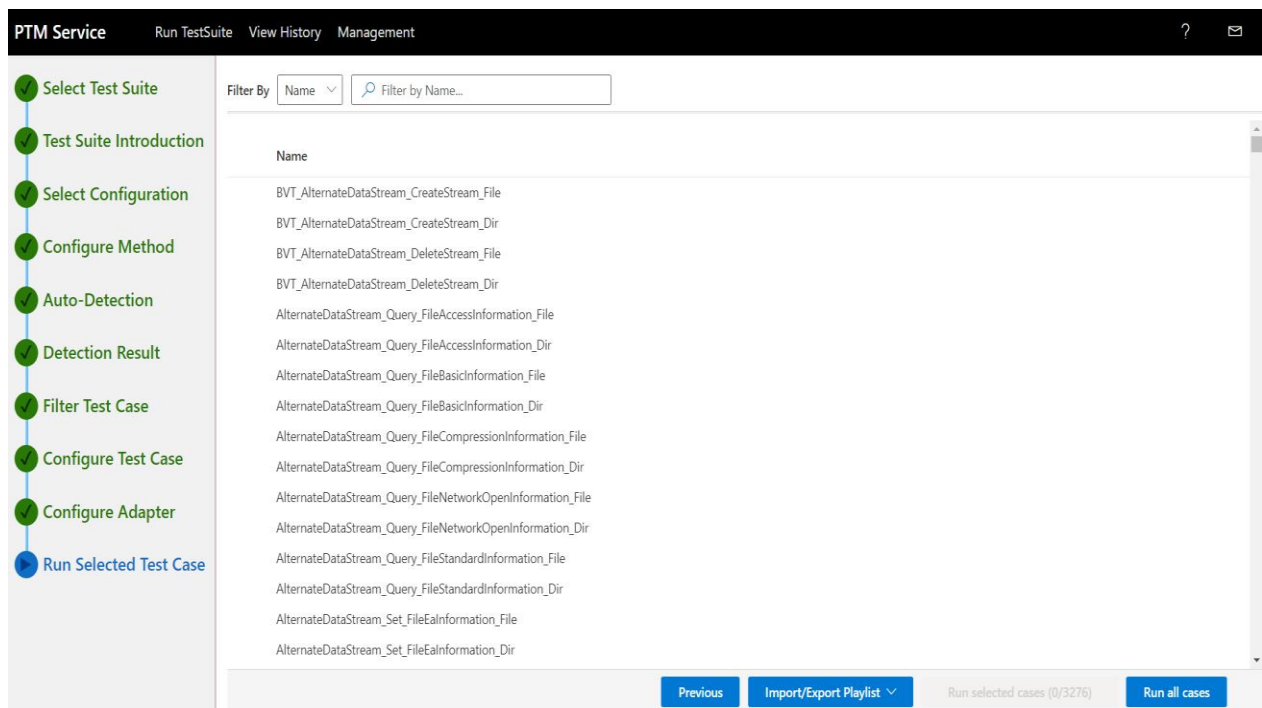 PTM Service Run TestSuite View History Management ?
Select Test Suite
Test Suite Introduction
Select Configuration
Configure Method
Auto-Detection
Detection Result
Filter Test Case
Configure Test Case
Configure Adapter
Run Selected Test Case
Filter By Name Filter by Name...
Name
BVT_AlternateDataStream_CreateStream_File
BVT_AlternateDataStream_CreateStream_Dir
BVT_AlternateDataStream_DeleteStream_File
BVT_AlternateDataStream_DeleteStream_Dir
AlternateDataStream_Query_FileAccessInformation_File
AlternateDataStream_Query_FileAccessInformation_Dir
AlternateDataStream_Query_FileBasicInformation_File
AlternateDataStream_Query_FileBasicInformation_Dir
AlternateDataStream_Query_FileCompressionInformation_File
AlternateDataStream_Query_FileCompressionInformation_Dir
AlternateDataStream_Query_FileNetworkOpenInformation_File
AlternateDataStream_Query_FileNetworkOpenInformation_Dir
AlternateDataStream_Query_FileStandardInformation_File
AlternateDataStream_Query_FileStandardInformation_Dir
AlternateDataStream_Set_FileEaInformation_File
AlternateDataStream_Set_FileEaInformation_Dir
Previous Import/Export Playlist Run selected cases (0/3276) Run all cases